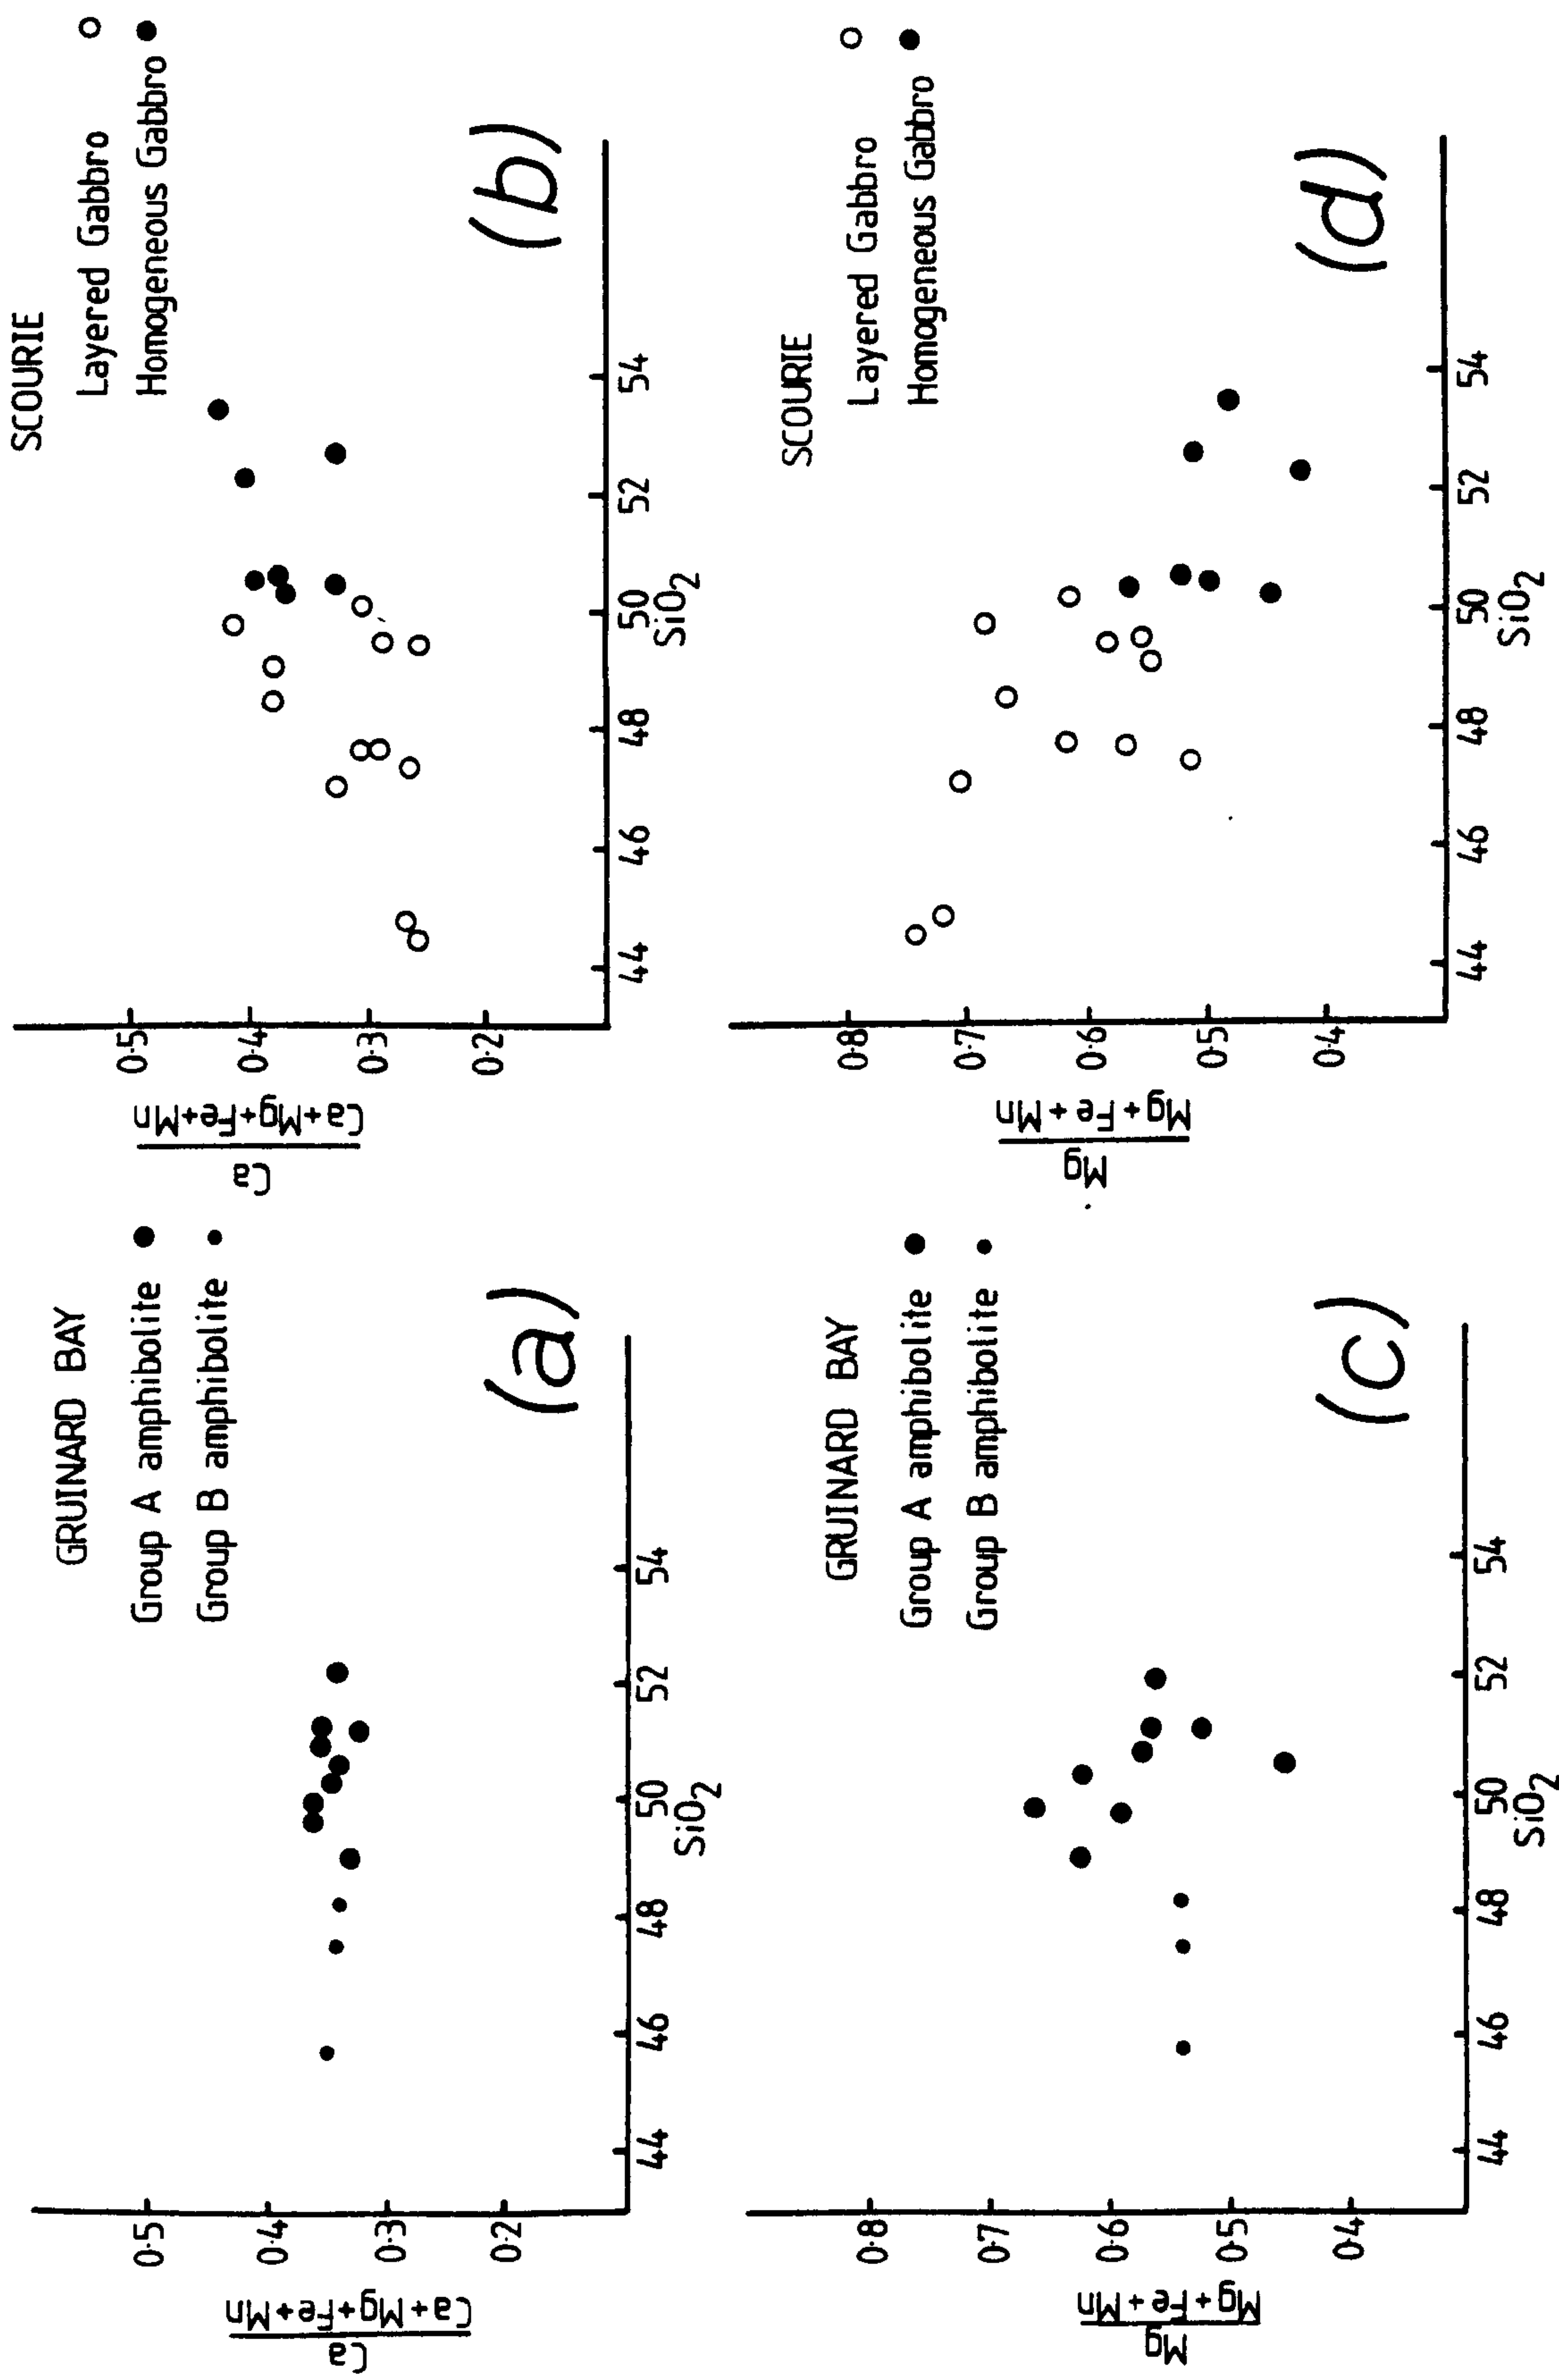 GRUINARD BAY
Group A amphibolite
Group B amphibolite
(a)
Ca
Ca+Mg+Fe+Mn
0·5
0·4
0·3
0·2
44
46
48
50
52
54
SiO2
SCOURIE
Layered Gabbro
Homogeneous Gabbro
(b)
Ca
Ca+Mg+Fe+Mn
0·5
0·4
0·3
0·2
44
46
48
50
52
54
SiO2
GRUINARD BAY
Group A amphibolite
Group B amphibolite
(c)
Mg
Mg+Fe+Mn
0·8
0·7
0·6
0·5
0·4
44
46
48
50
52
54
SiO2
SCOURIE
Layered Gabbro
Homogeneous Gabbro
(d)
Mg
Mg+Fe+Mn
0·8
0·7
0·6
0·5
0·4
44
46
48
50
52
54
SiO2